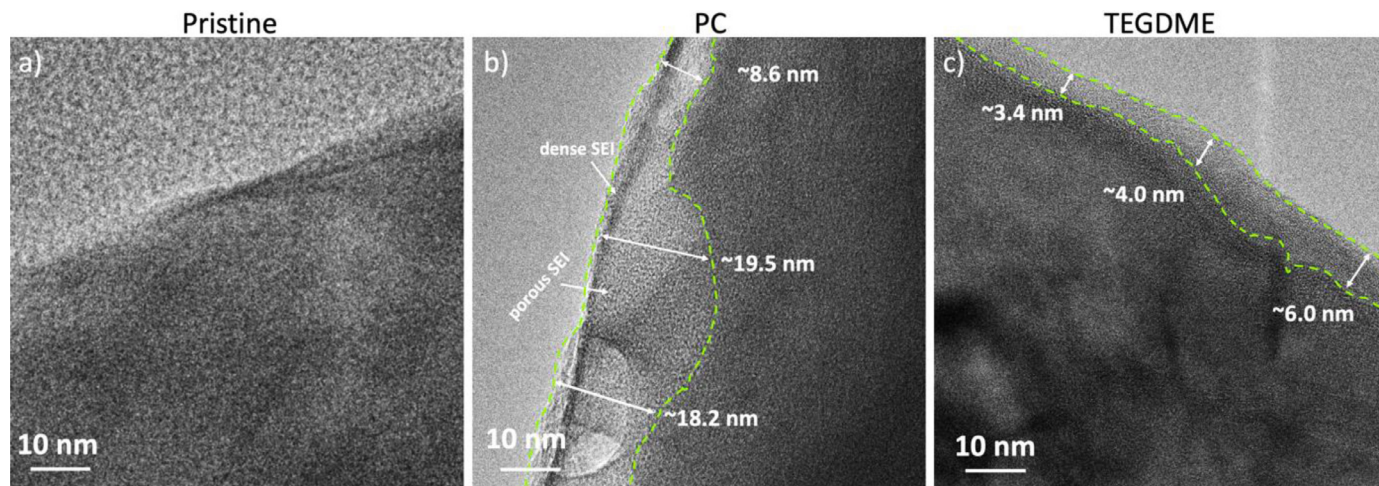 Pristine
PC
TEGDME
a)
b)
c)
~8.6 nm
dense SEI
~19.5 nm
porous SEI
~18.2 nm
~3.4 nm
~4.0 nm
~6.0 nm
10 nm
10 nm
10 nm